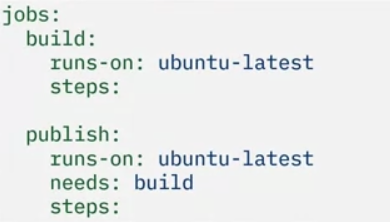 jobs:
  build:
    runs-on: ubuntu-latest
    steps:

  publish:
    runs-on: ubuntu-latest
    needs: build
    steps: